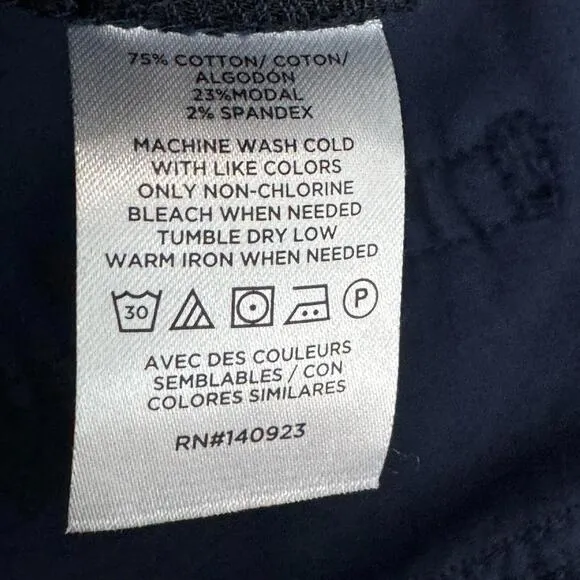 75% COTTON/ COTON/
ALGODÓN
23%MODAL
2% SPANDEX
MACHINE WASH COLD
WITH LIKE COLORS
ONLY NON-CHLORINE
BLEACH WHEN NEEDED
TUMBLE DRY LOW
WARM IRON WHEN NEEDED
30 P
AVEC DES COULEURS
SEMBLABLES / CON
COLORES SIMILARES
RN#140923